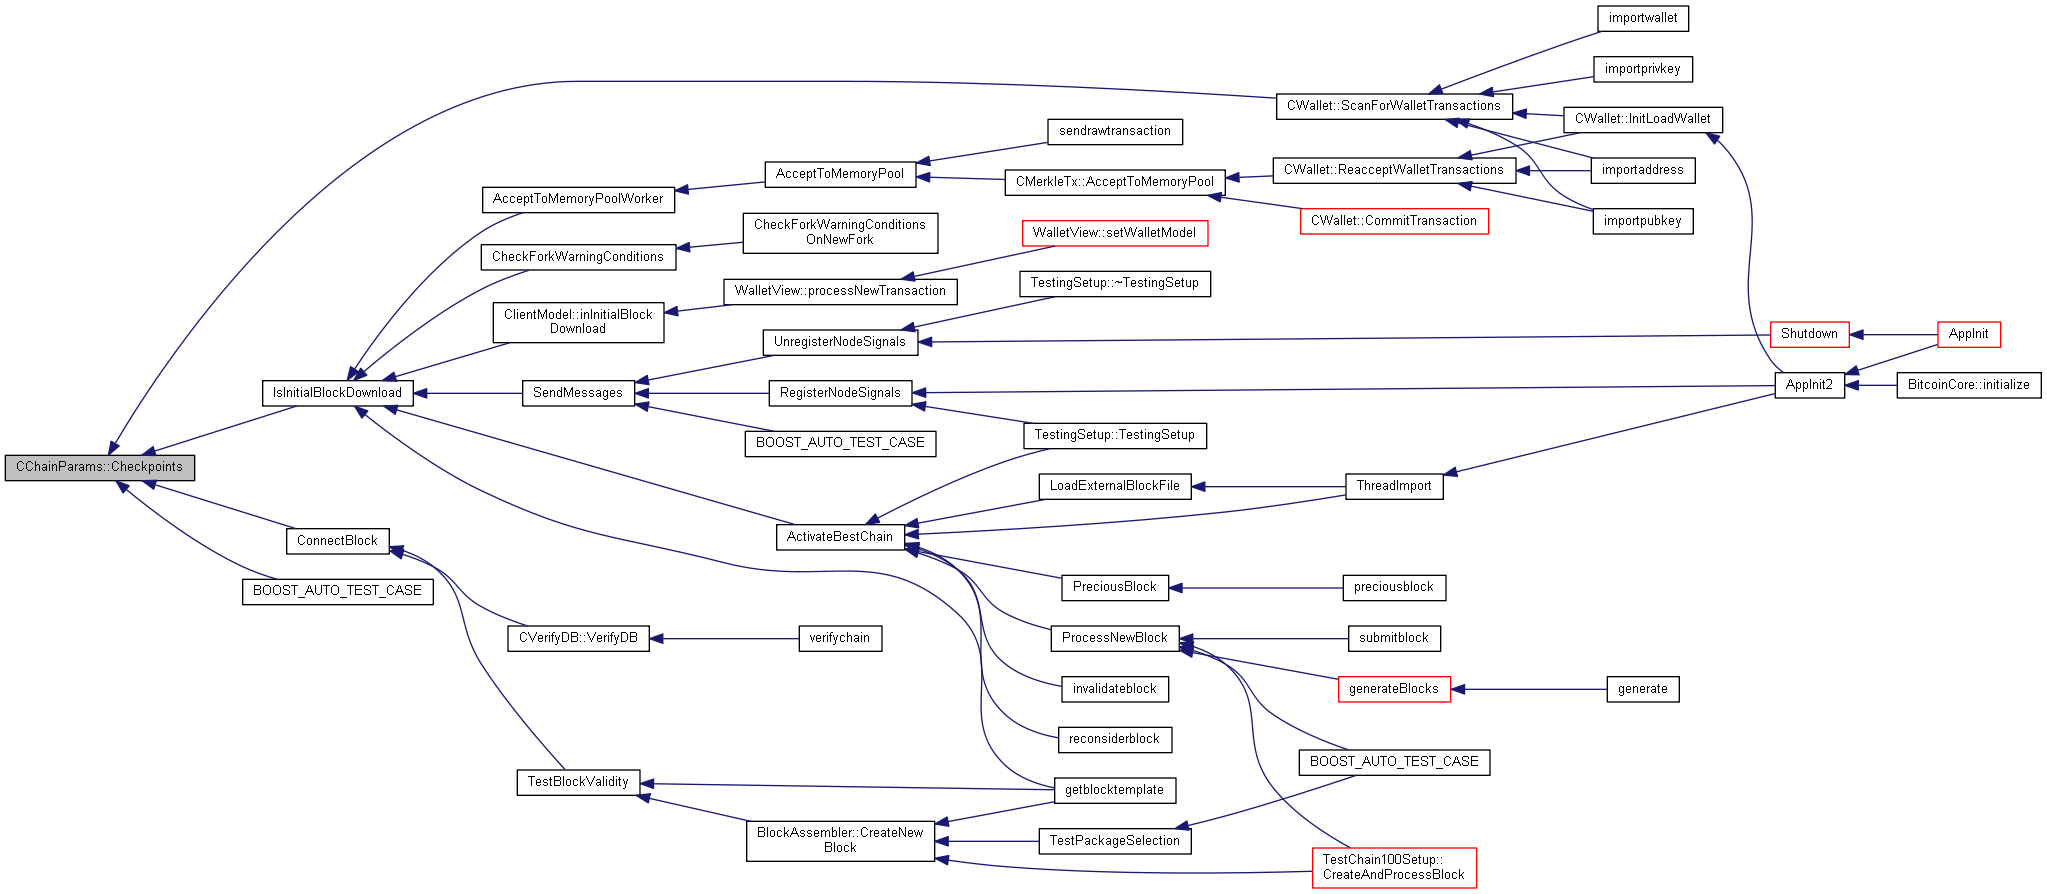 importwallet
importprivkey
CWallet::ScanForWalletTransactions
CWallet::InitLoadWallet
sendrawtransaction
AcceptToMemoryPool
CWallet::ReacceptWalletTransactions
importaddress
CMerkleTx::AcceptToMemoryPool
AcceptToMemoryPoolWorker
CWallet::CommitTransaction
importpubkey
CheckForkWarningConditions
OnNewFork
WalletView::setWalletModel
CheckForkWarningConditions
TestingSetup::~TestingSetup
WalletView::processNewTransaction
ClientModel::inInitialBlock
Download
UnregisterNodeSignals
Shutdown
AppInit
IsInitialBlockDownload
SendMessages
RegisterNodeSignals
AppInit2
BitcoinCore::initialize
TestingSetup::TestingSetup
BOOST_AUTO_TEST_CASE
CChainParams::Checkpoints
LoadExternalBlockFile
ThreadImport
ConnectBlock
ActivateBestChain
BOOST_AUTO_TEST_CASE
PreciousBlock
preciousblock
CVerifyDB::VerifyDB
verifychain
ProcessNewBlock
submitblock
invalidateblock
generateBlocks
generate
reconsiderblock
BOOST_AUTO_TEST_CASE
TestBlockValidity
getblocktemplate
BlockAssembler::CreateNew
Block
TestPackageSelection
TestChain100Setup::
CreateAndProcessBlock